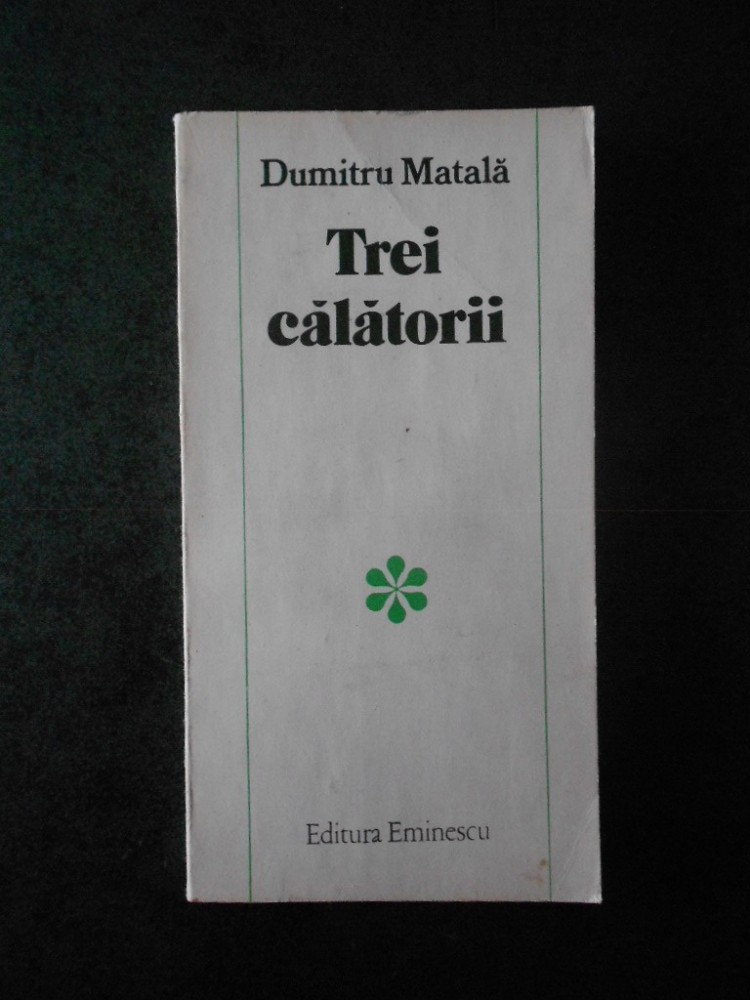 Dumitru Matală
Trei
călătorii
Editura Eminescu